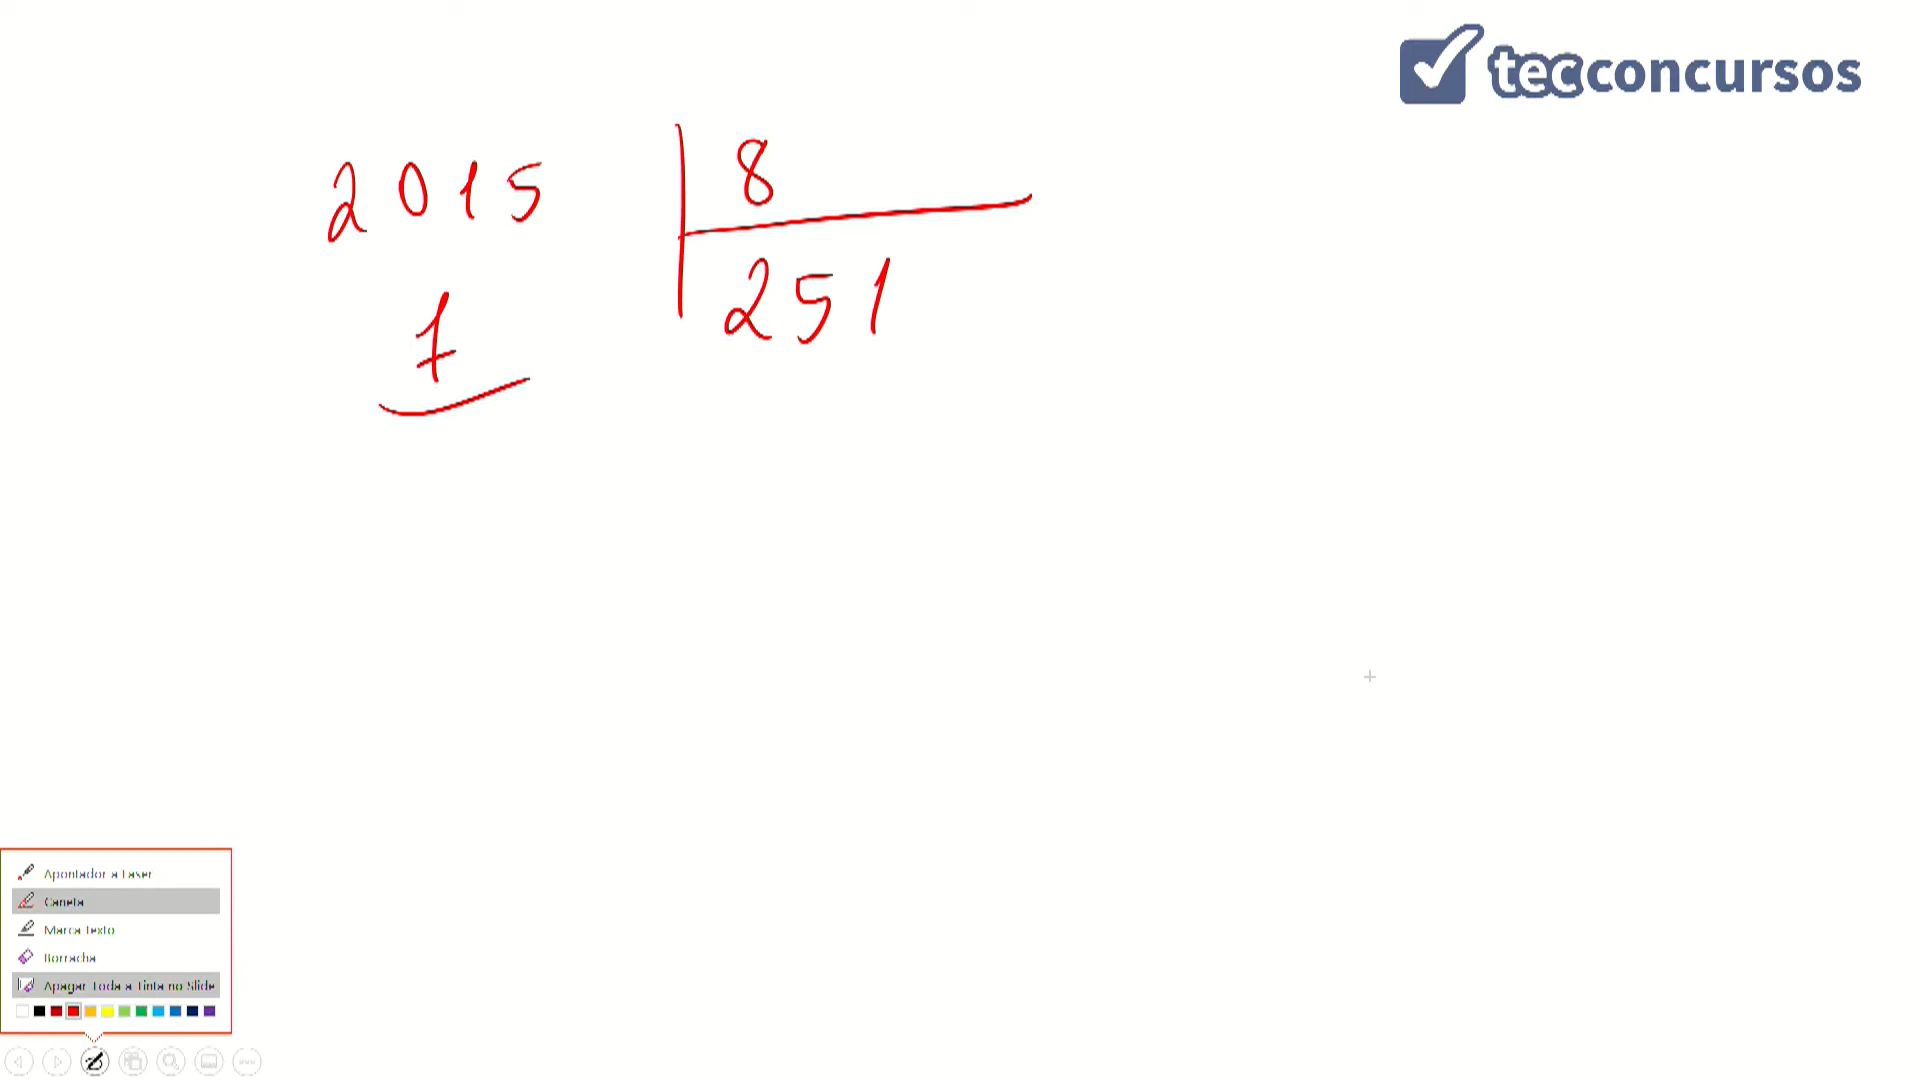 tecconcursos
2015 8
7 251
Apontador a Laser
Caneta
Marca Texto
Borracha
Apagar Toda a Tinta no Slide